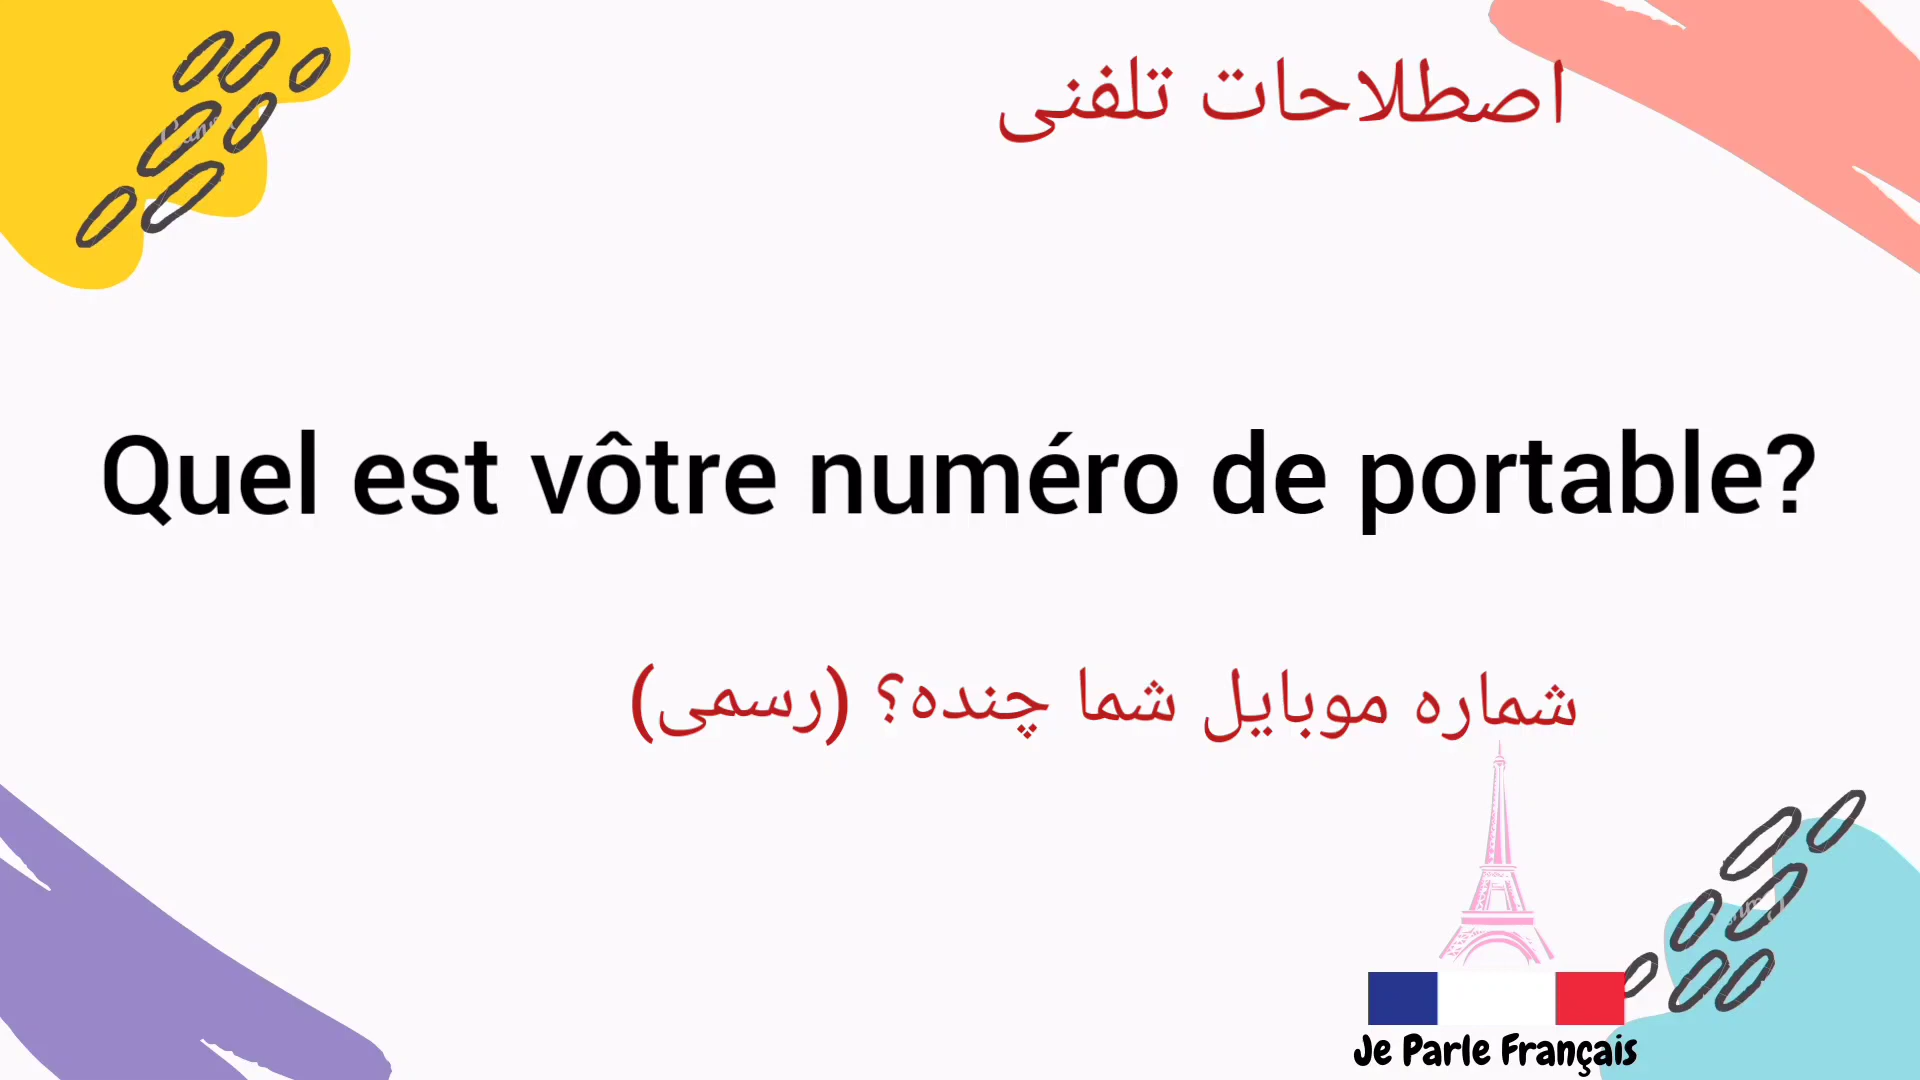 اصطلاحات تلفنی
Quel est vôtre numéro de portable?
شماره موبایل شما چنده؟ (رسمی)
Je Parle Français